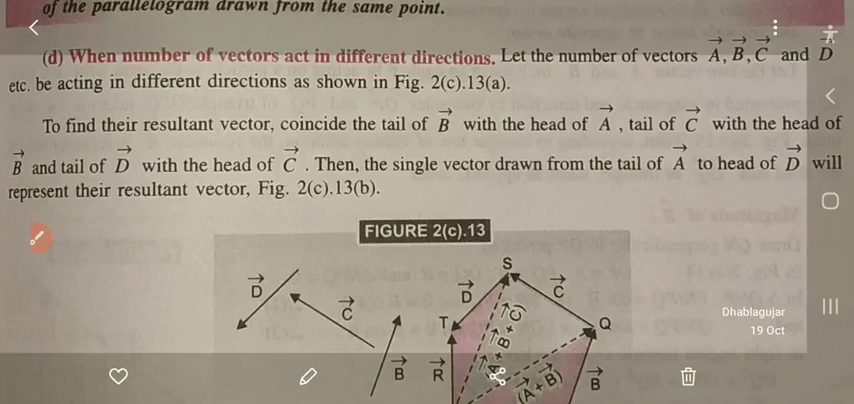 of the parallelogram drawn from the same point.
(d) When number of vectors act in different directions. Let the number of vectors A⃗, B⃗, C⃗ and D⃗
etc. be acting in different directions as shown in Fig. 2(c).13(a).
To find their resultant vector, coincide the tail of B⃗ with the head of A⃗ , tail of C⃗ with the head of
B⃗ and tail of D⃗ with the head of C⃗ . Then, the single vector drawn from the tail of A⃗ to head of D⃗ will
represent their resultant vector, Fig. 2(c).13(b).
FIGURE 2(c).13
S
D⃗
D⃗
C⃗
C⃗
T
Q
(A⃗ + B⃗ + C⃗)
B⃗
R⃗
(A⃗ + B⃗)
B⃗
Dhablagujar
19 Oct